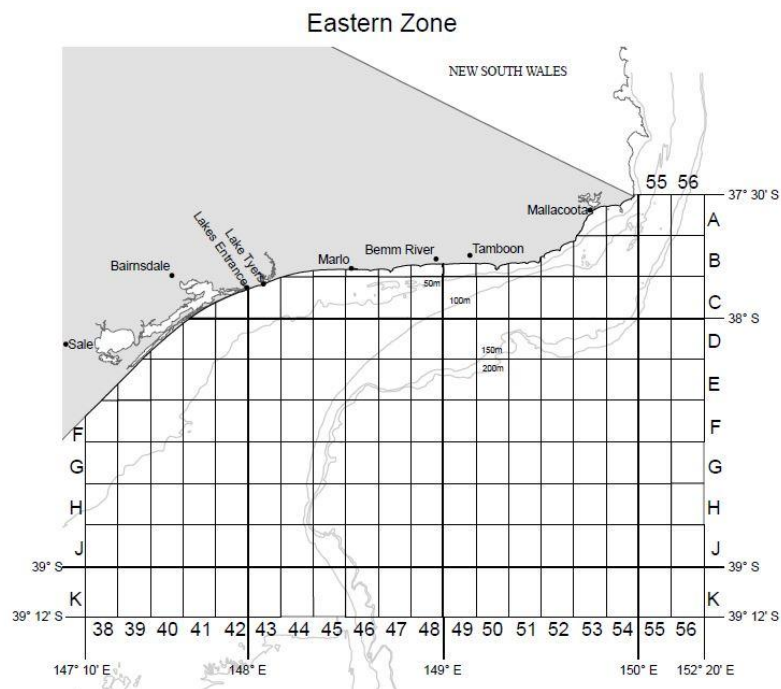 Eastern Zone
NEW SOUTH WALES
55 56
37° 30' S
Mallacoota
A
Lakes Entrance
Lake Tyers
Bairnsdale
Marlo
Bemm River
Tamboon
B
50m
100m
C
38° S
Sale
150m
D
200m
E
F
F
G
G
H
H
J
J
39° S
39° S
K
K
39° 12' S
39° 12' S
38 39 40 41 42 43 44 45 46 47 48 49 50 51 52 53 54 55 56
147° 10' E
148° E
149° E
150° E
152° 20' E